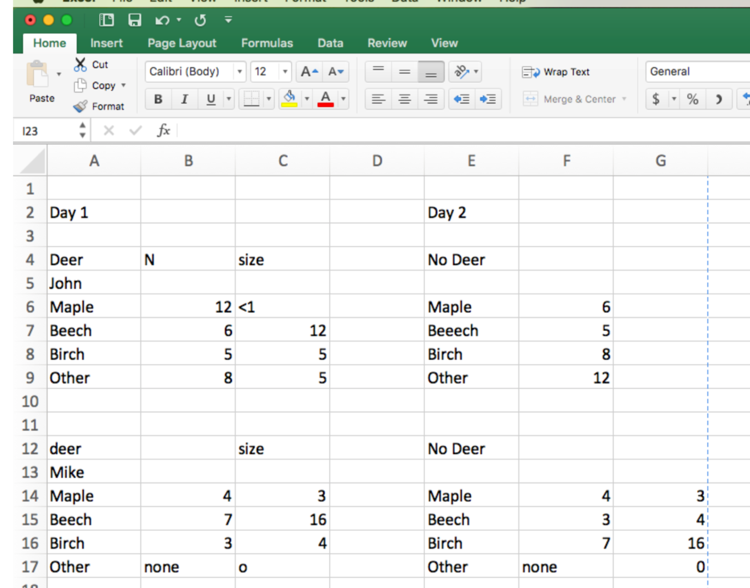 Home Insert Page Layout Formulas Data Review View
Paste Cut Copy Format
Calibri (Body) 12 A A
B I U A
Wrap Text
Merge & Center
General
$ %
I23 fx
A B C D E F G
1
2 Day 1 Day 2
3
4 Deer N size No Deer
5 John
6 Maple 12 <1 Maple 6
7 Beech 6 12 Beeech 5
8 Birch 5 5 Birch 8
9 Other 8 5 Other 12
10
11
12 deer size No Deer
13 Mike
14 Maple 4 3 Maple 4 3
15 Beech 7 16 Beech 3 4
16 Birch 3 4 Birch 7 16
17 Other none o Other none 0